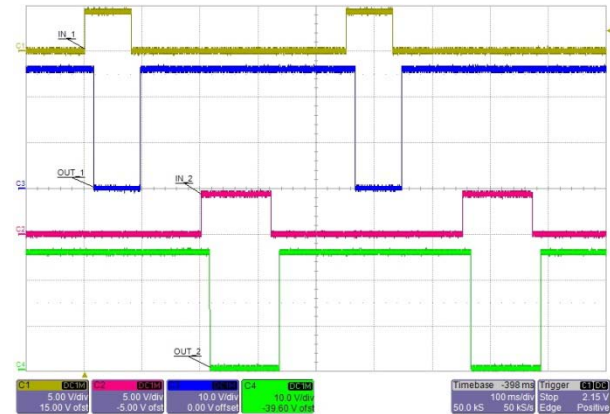 C1
IN_1
OUT_1
C3
IN_2
C2
OUT_2
C4
C1 DC1M
5.00 V/div
15.00 V ofst
C2 DC1M
5.00 V/div
-5.00 V ofst
DC1M
10.0 V/div
0.00 V offset
C4 DC1M
10.0 V/div
-39.60 V ofst
Timebase -398 ms
100 ms/div
50.0 kS 50 kS/s
Trigger C1 DC
Stop 2.15 V
Edge Positive